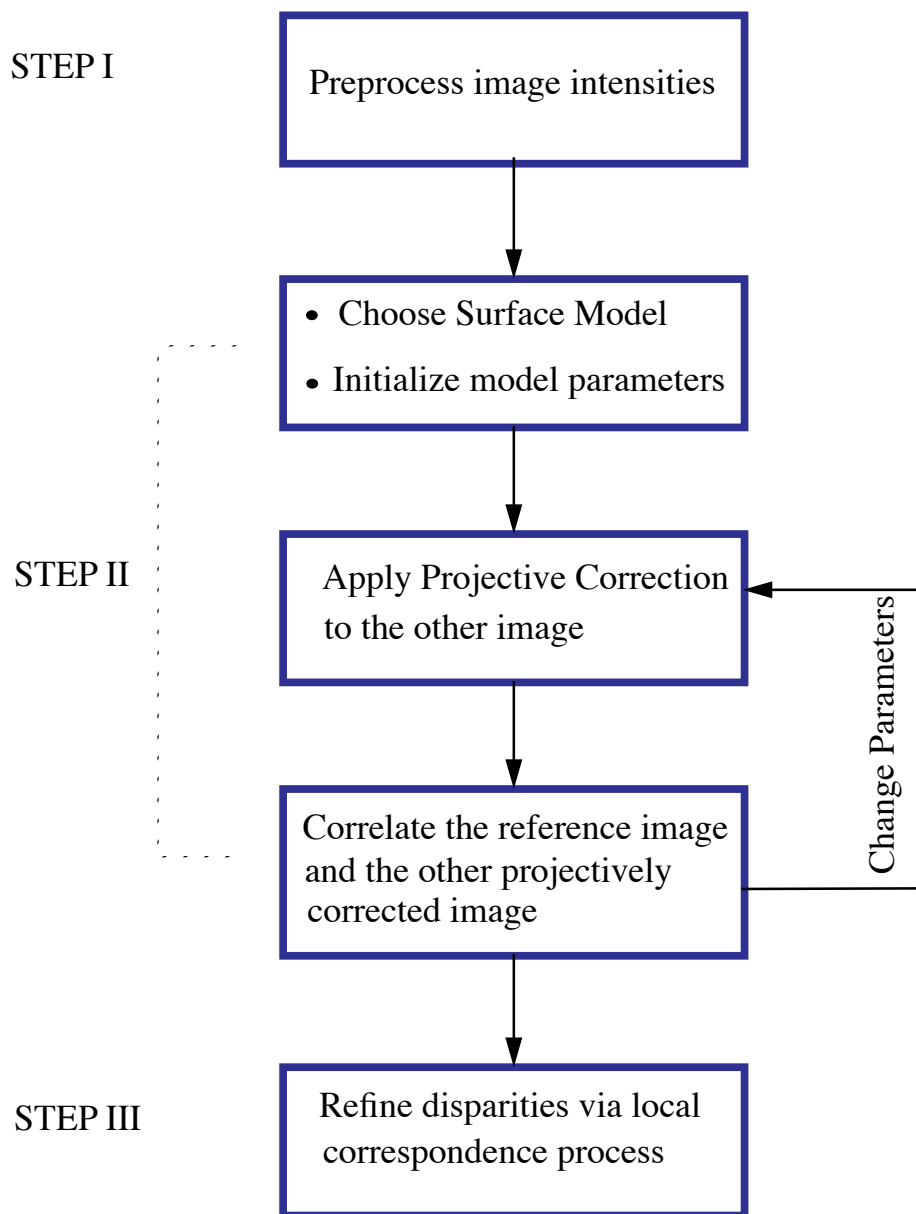 STEP I
Preprocess image intensities
• Choose Surface Model
• Initialize model parameters
STEP II
Apply Projective Correction
to the other image
Change Parameters
Correlate the reference image
and the other projectively
corrected image
STEP III
Refine disparities via local
correspondence process